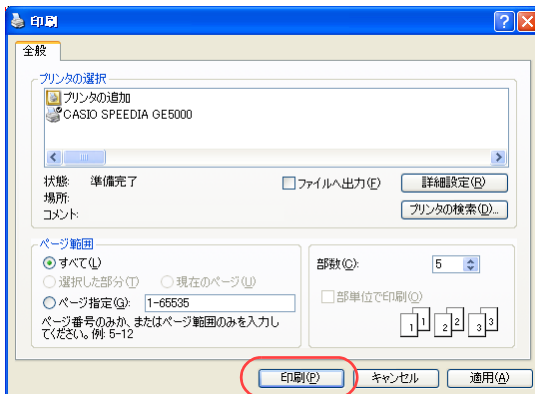 印刷
全般
プリンタの選択
プリンタの追加
CASIO SPEEDIA GE5000
状態: 準備完了
場所:
コメント:
ファイルへ出力(F)
詳細設定(R)
プリンタの検索(D)...
ページ範囲
すべて(L)
選択した部分(T) 現在のページ(U)
ページ指定(G): 1-65535
ページ番号のみか、またはページ範囲のみを入力し
てください。例: 5-12
部数(C): 5
部単位で印刷(O)
1 1 2 2 3 3
印刷(P) キャンセル 適用(A)